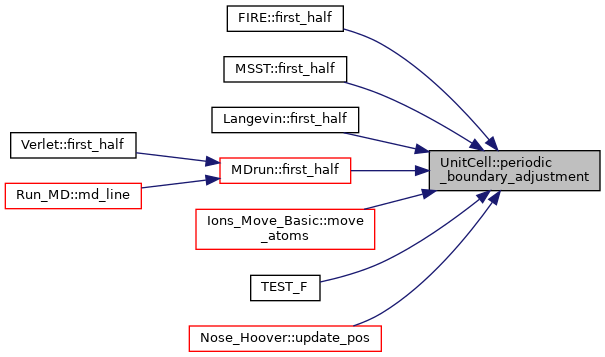 FIRE::first_half
MSST::first_half
Langevin::first_half
Verlet::first_half
MDrun::first_half
UnitCell::periodic
_boundary_adjustment
Run_MD::md_line
Ions_Move_Basic::move
_atoms
TEST_F
Nose_Hoover::update_pos